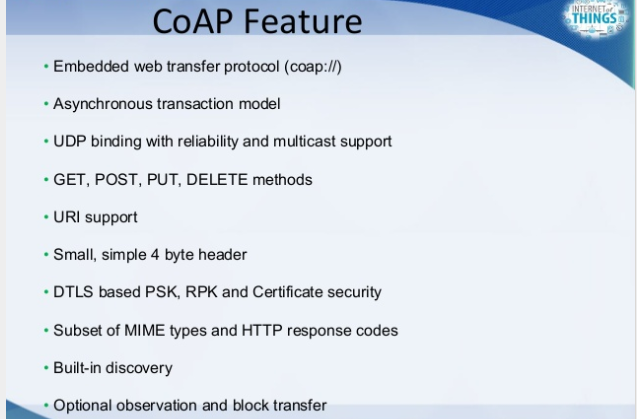 CoAP Feature
INTERNET of
THINGS
• Embedded web transfer protocol (coap://)
• Asynchronous transaction model
• UDP binding with reliability and multicast support
• GET, POST, PUT, DELETE methods
• URI support
• Small, simple 4 byte header
• DTLS based PSK, RPK and Certificate security
• Subset of MIME types and HTTP response codes
• Built-in discovery
• Optional observation and block transfer